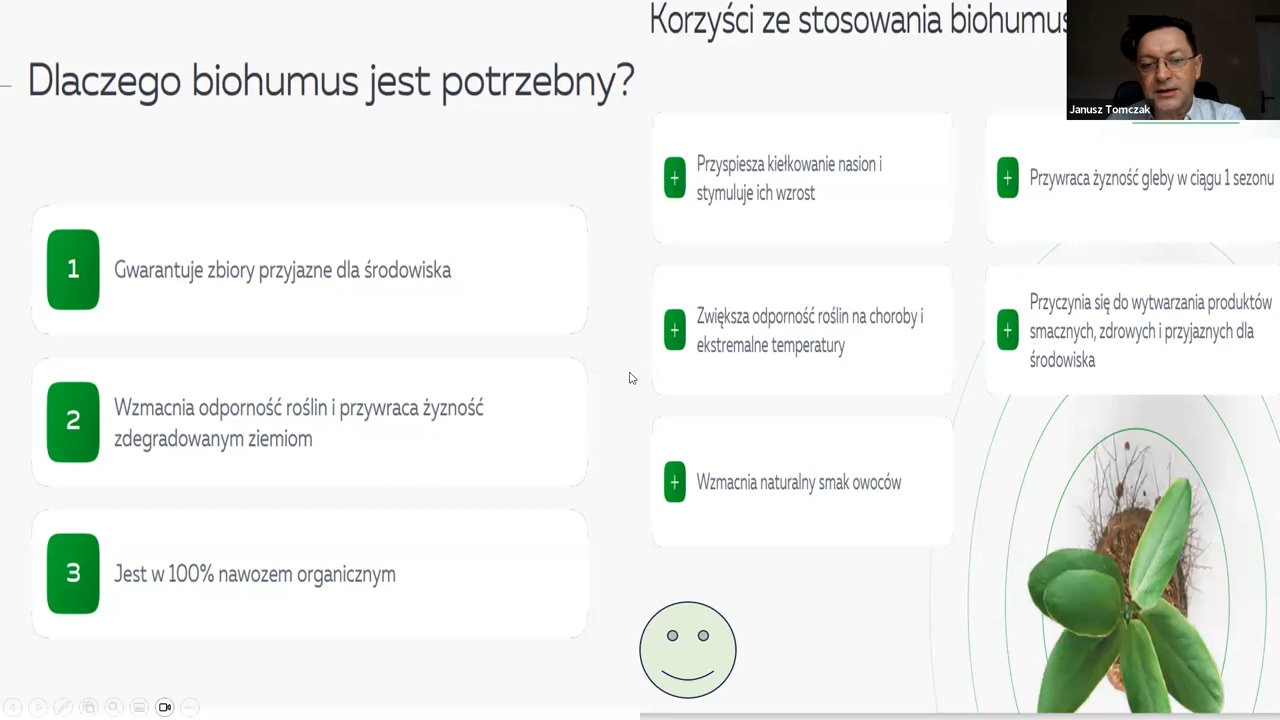 Dlaczego biohumus jest potrzebny?
1
Gwarantuje zbiory przyjazne dla środowiska
2
Wzmacnia odporność roślin i przywraca żyzność
zdegradowanym ziemiom
3
Jest w 100% nawozem organicznym
Korzyści ze stosowania biohumus
Janusz Tomczak
+
Przyspiesza kiełkowanie nasion i
stymuluje ich wzrost
+
Przywraca żyzność gleby w ciągu 1 sezonu
+
Zwiększa odporność roślin na choroby i
ekstremalne temperatury
+
Przyczynia się do wytwarzania produktów
smacznych, zdrowych i przyjaznych dla
środowiska
+
Wzmacnia naturalny smak owoców